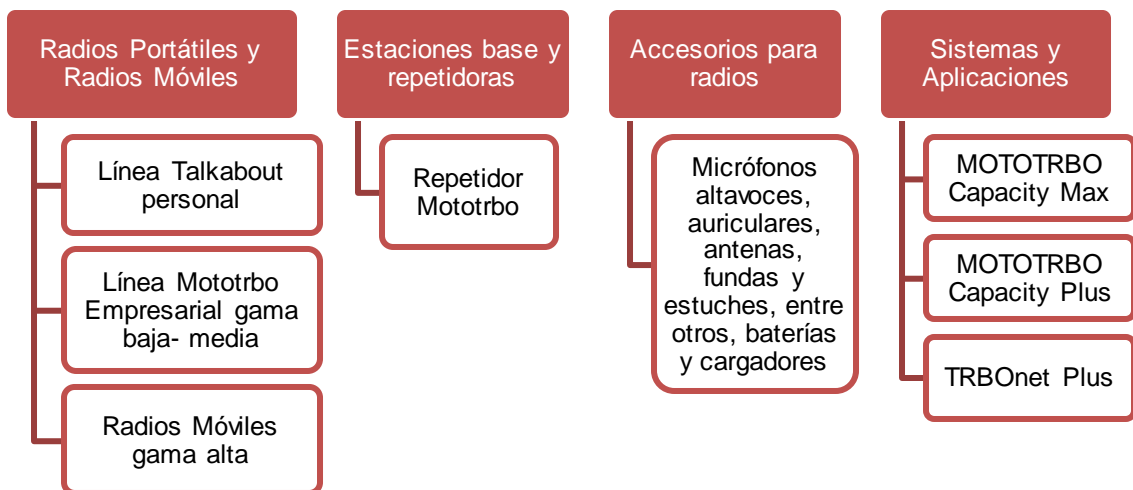 Radios Portátiles y
Radios Móviles
Línea Talkabout
personal
Línea Mototrbo
Empresarial gama
baja- media
Radios Móviles
gama alta
Estaciones base y
repetidoras
Repetidor
Mototrbo
Accesorios para
radios
Micrófonos
altavoces,
auriculares,
antenas,
fundas y
estuches, entre
otros, baterías
y cargadores
Sistemas y
Aplicaciones
MOTOTRBO
Capacity Max
MOTOTRBO
Capacity Plus
TRBOnet Plus